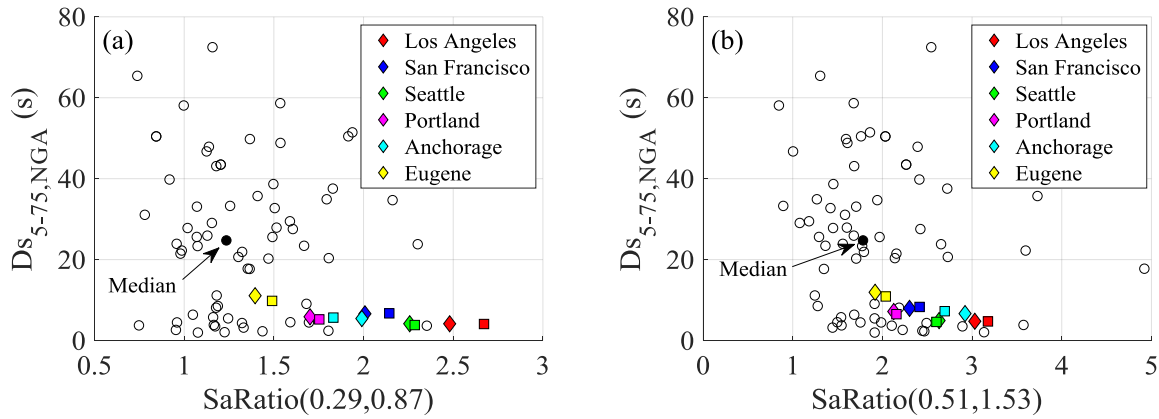 (a)
80
60
40
20
0
Ds5-75,NGA (s)
Los Angeles
San Francisco
Seattle
Portland
Anchorage
Eugene
Median
0.5 1 1.5 2 2.5 3
SaRatio(0.29,0.87)
(b)
80
60
40
20
0
Ds5-75,NGA (s)
Los Angeles
San Francisco
Seattle
Portland
Anchorage
Eugene
Median
0 1 2 3 4 5
SaRatio(0.51,1.53)